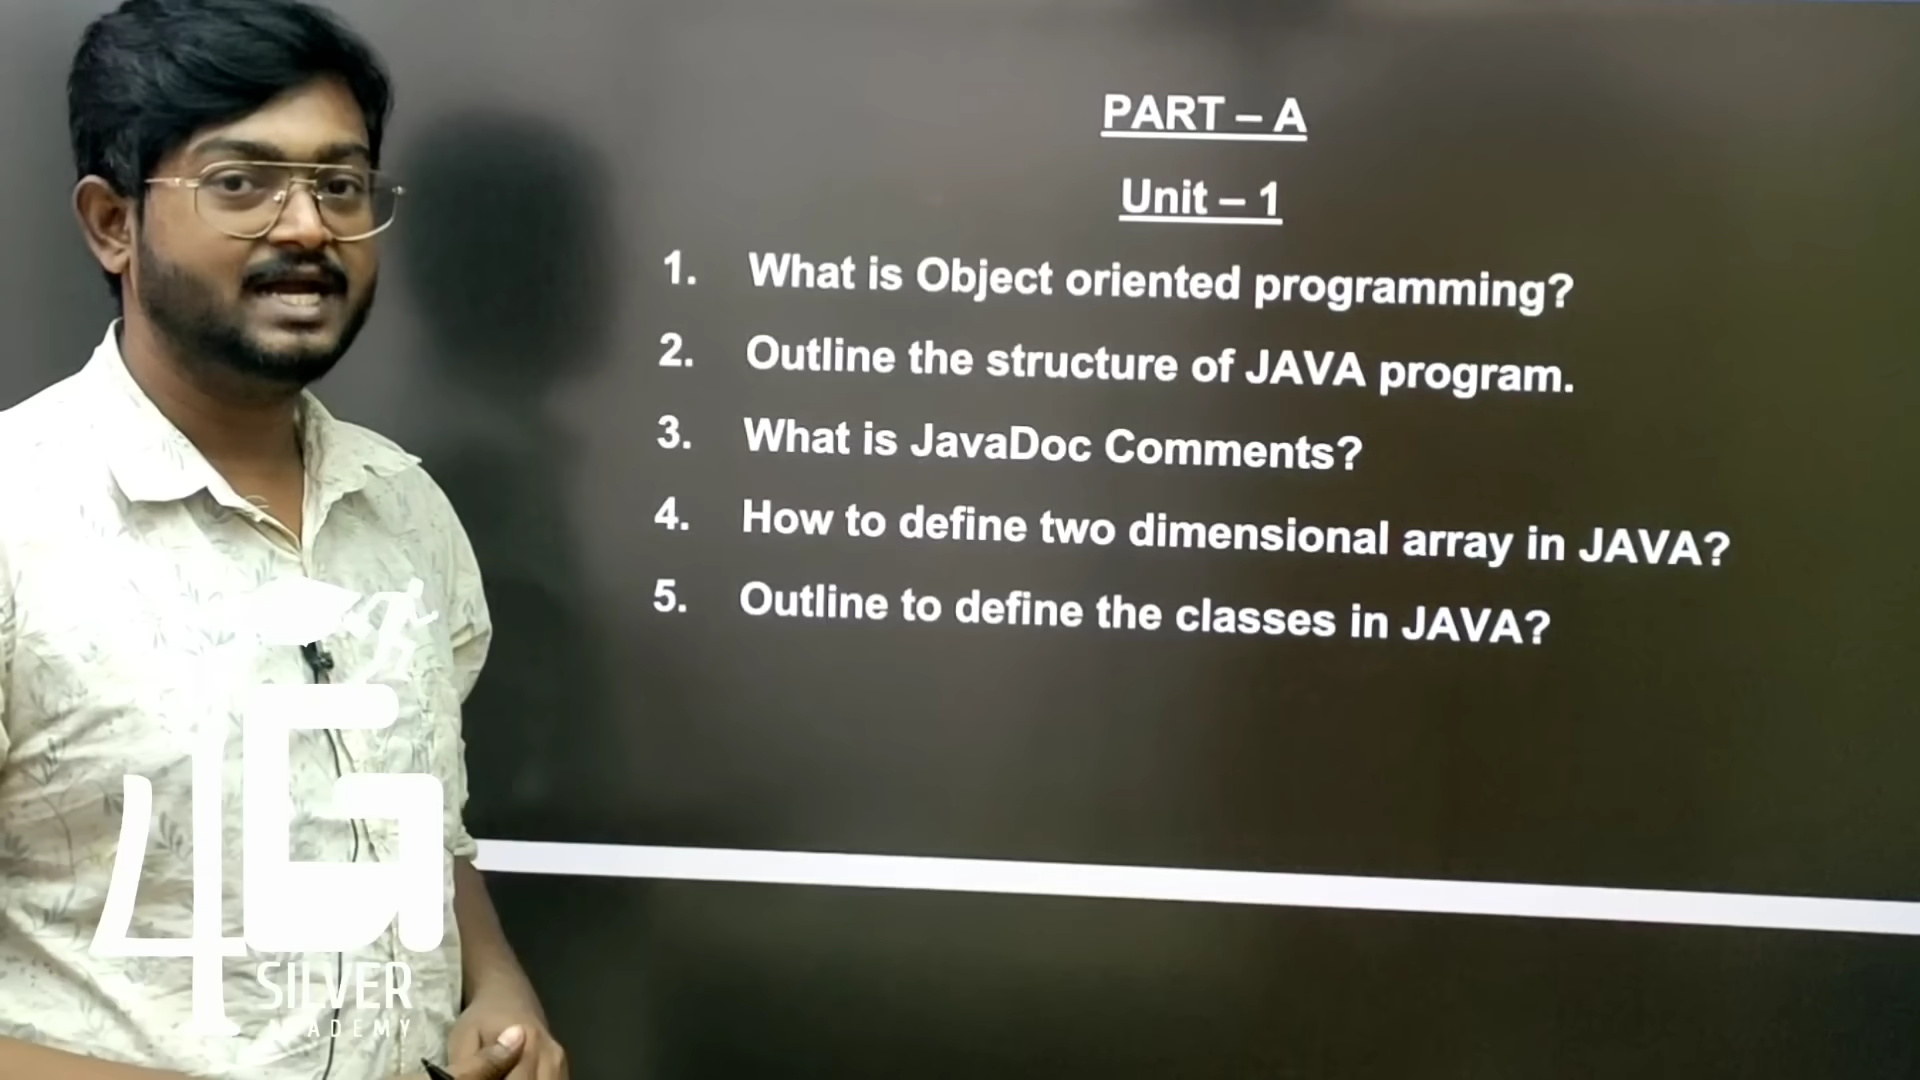 PART – A
Unit – 1
1. What is Object oriented programming?
2. Outline the structure of JAVA program.
3. What is JavaDoc Comments?
4. How to define two dimensional array in JAVA?
5. Outline to define the classes in JAVA?
4G
SILVER
ACADEMY